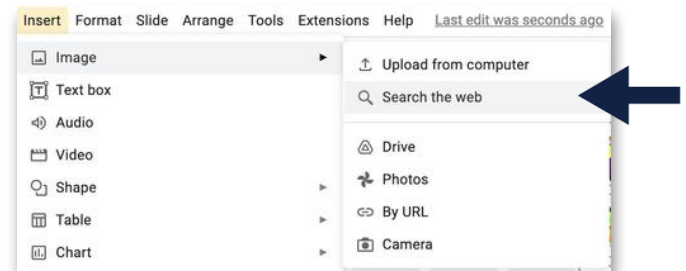 Insert Format Slide Arrange Tools Extensions Help Last edit was seconds ago
Image
Text box
Audio
Video
Shape
Table
Chart
Upload from computer
Search the web
Drive
Photos
By URL
Camera